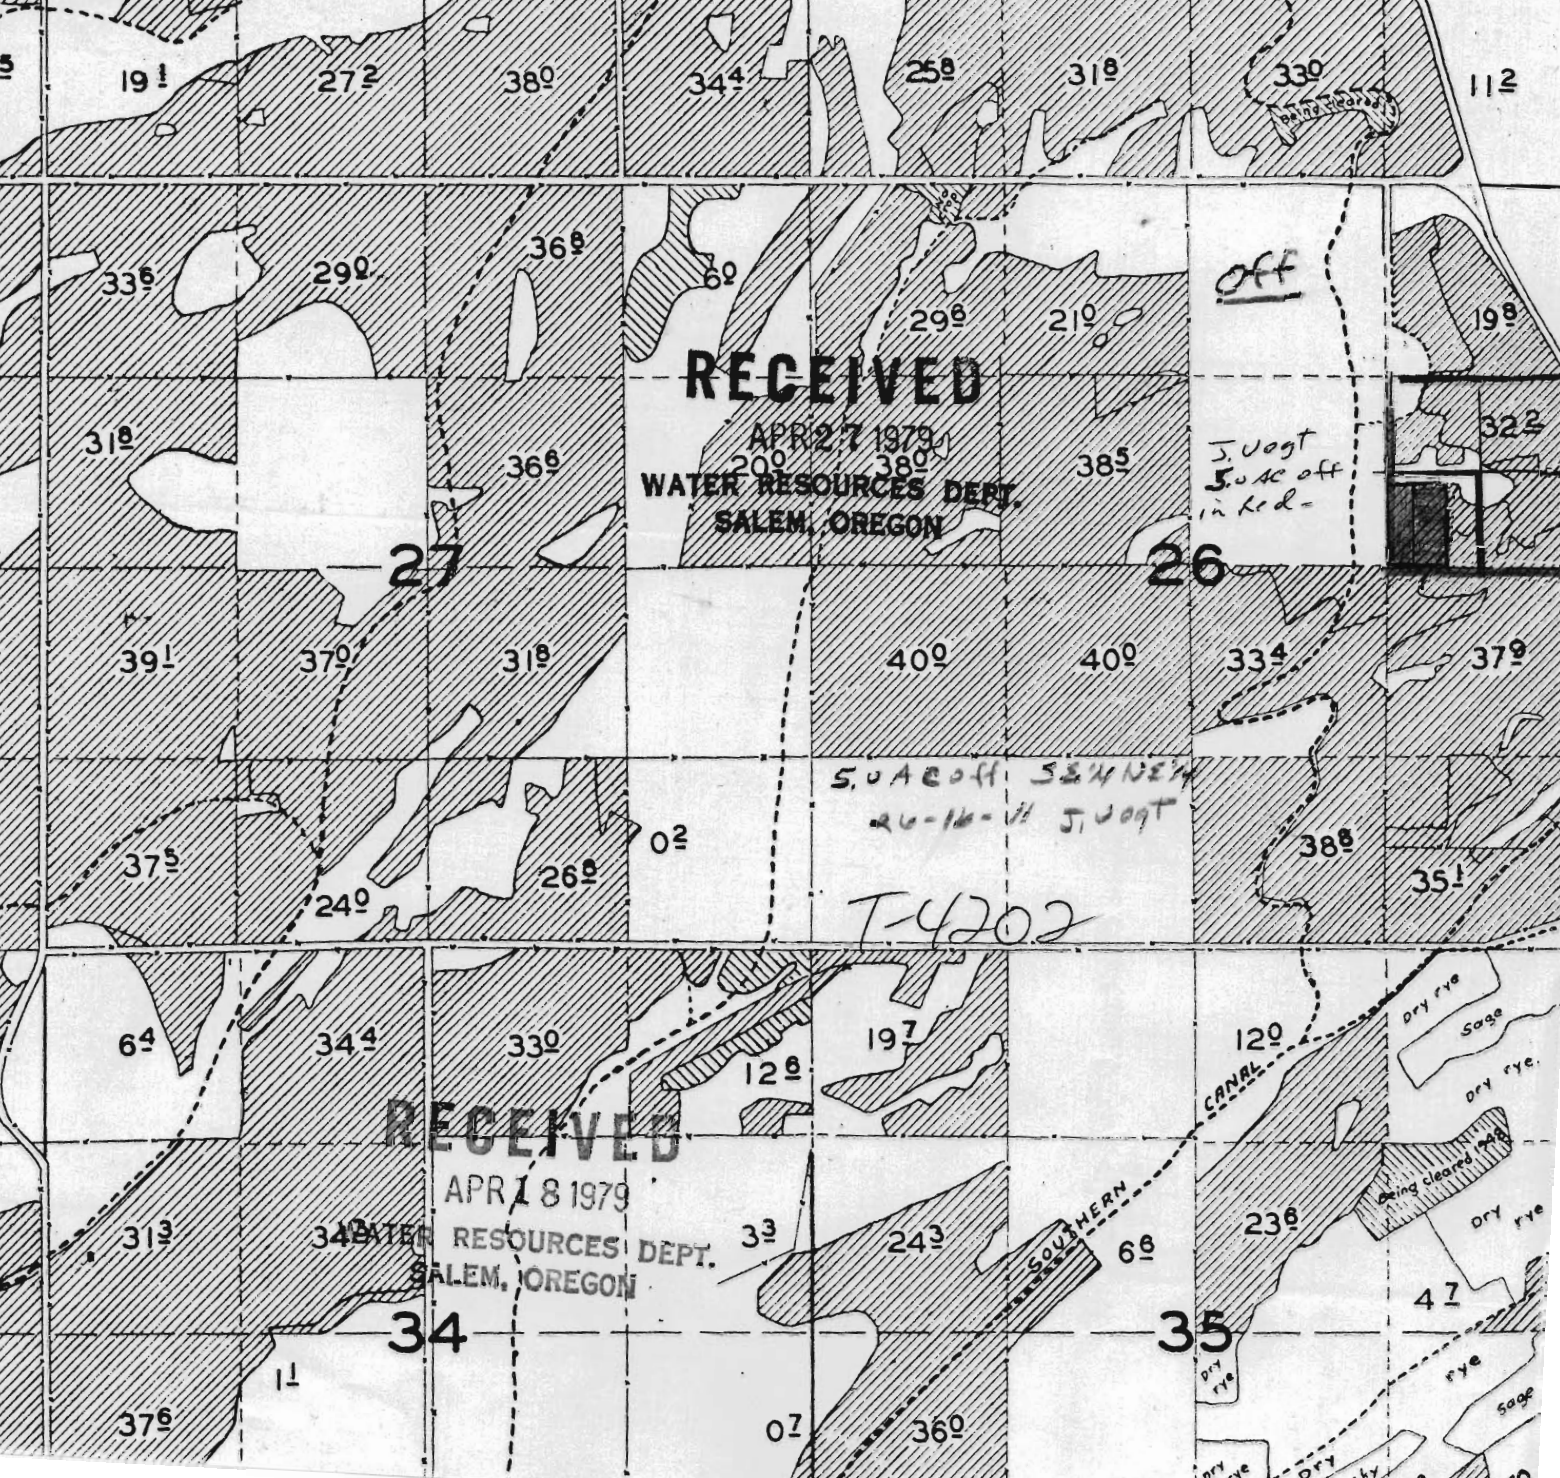 5
19 1
27 2
38 0
34 4
25 8
31 8
33 0
Being cleared
11 2
33 6
29 0
36 8
6 0
29 6
21 0
off
19 8
RECEIVED
APR 27 1979
WATER RESOURCES DEPT.
SALEM, OREGON
31 8
36 6
20 0
38 0
38 5
J. Vogt
5.0 AC off
in Red-
32 2
27
26
39 1
37 0
31 8
40 0
40 0
33 4
37 9
5.0 AC off SE¼ NE¼
26-16-11 J. Vogt
37 5
24 0
26 8
0 2
38 6
35 1
T-4202
6 4
34 4
33 0
12 6
19 7
12 0
CANAL
Dry rye
Sage
Dry rye.
RECEIVED
APR 18 1979
WATER RESOURCES DEPT.
SALEM, OREGON
31 3
3 3
24 3
SOUTHERN
6 6
23 6
Being cleared 1946
Dry rye
4 7
34
35
1 1
37 6
0 7
36 0
Dry rye
rye
Sage
Dry rye
Dry